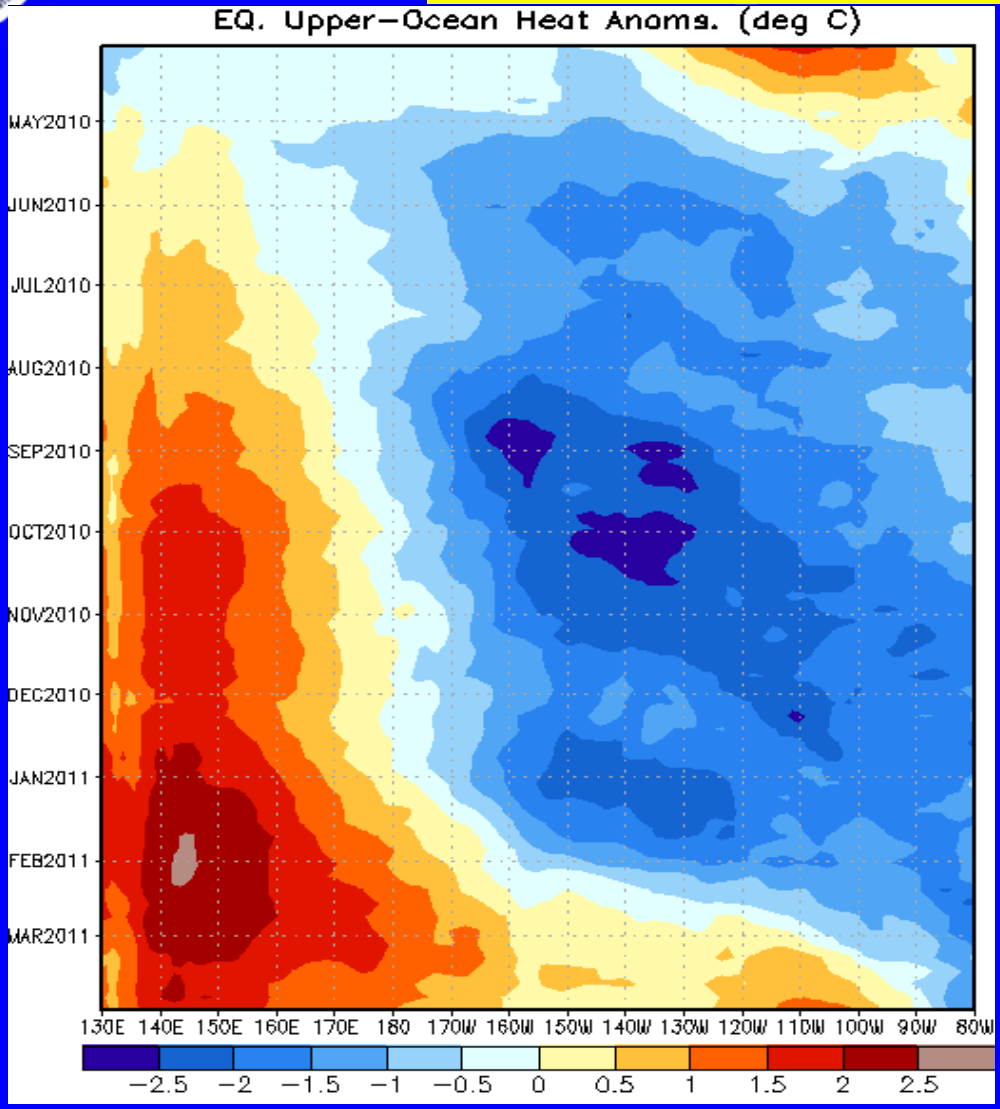 EQ. Upper-Ocean Heat Anoms. (deg C)
MAY2010
JUN2010
JUL2010
AUG2010
SEP2010
OCT2010
NOV2010
DEC2010
JAN2011
FEB2011
MAR2011
130E 140E 150E 160E 170E 180 170W 160W 150W 140W 130W 120W 110W 100W 90W 80W
-2.5 -2 -1.5 -1 -0.5 0 0.5 1 1.5 2 2.5